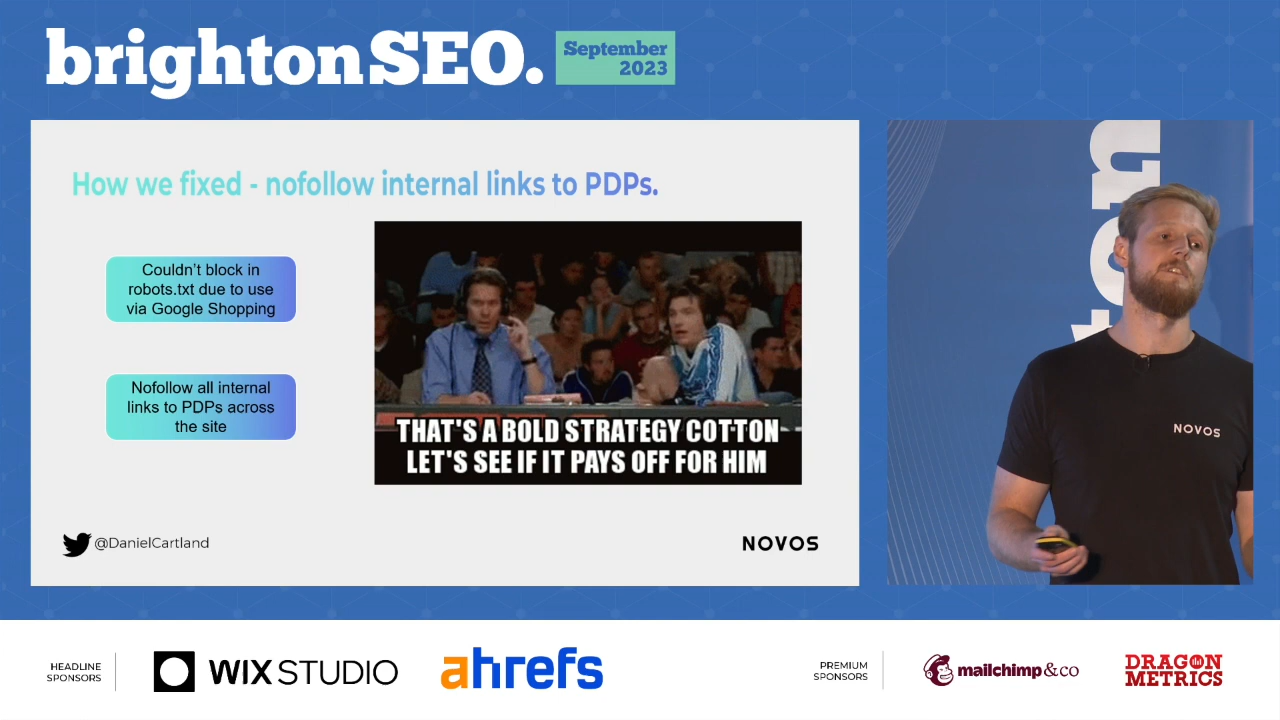 brightonSEO.
September
2023
How we fixed - nofollow internal links to PDPs.
Couldn't block in
robots.txt due to use
via Google Shopping
Nofollow all internal
links to PDPs across
the site
THAT'S A BOLD STRATEGY COTTON
LET'S SEE IF IT PAYS OFF FOR HIM
@DanielCartland
NOVOS
ton
NOVOS
HEADLINE
SPONSORS
WIX STUDIO
ahrefs
PREMIUM
SPONSORS
mailchimp&co
DRAGON
METRICS